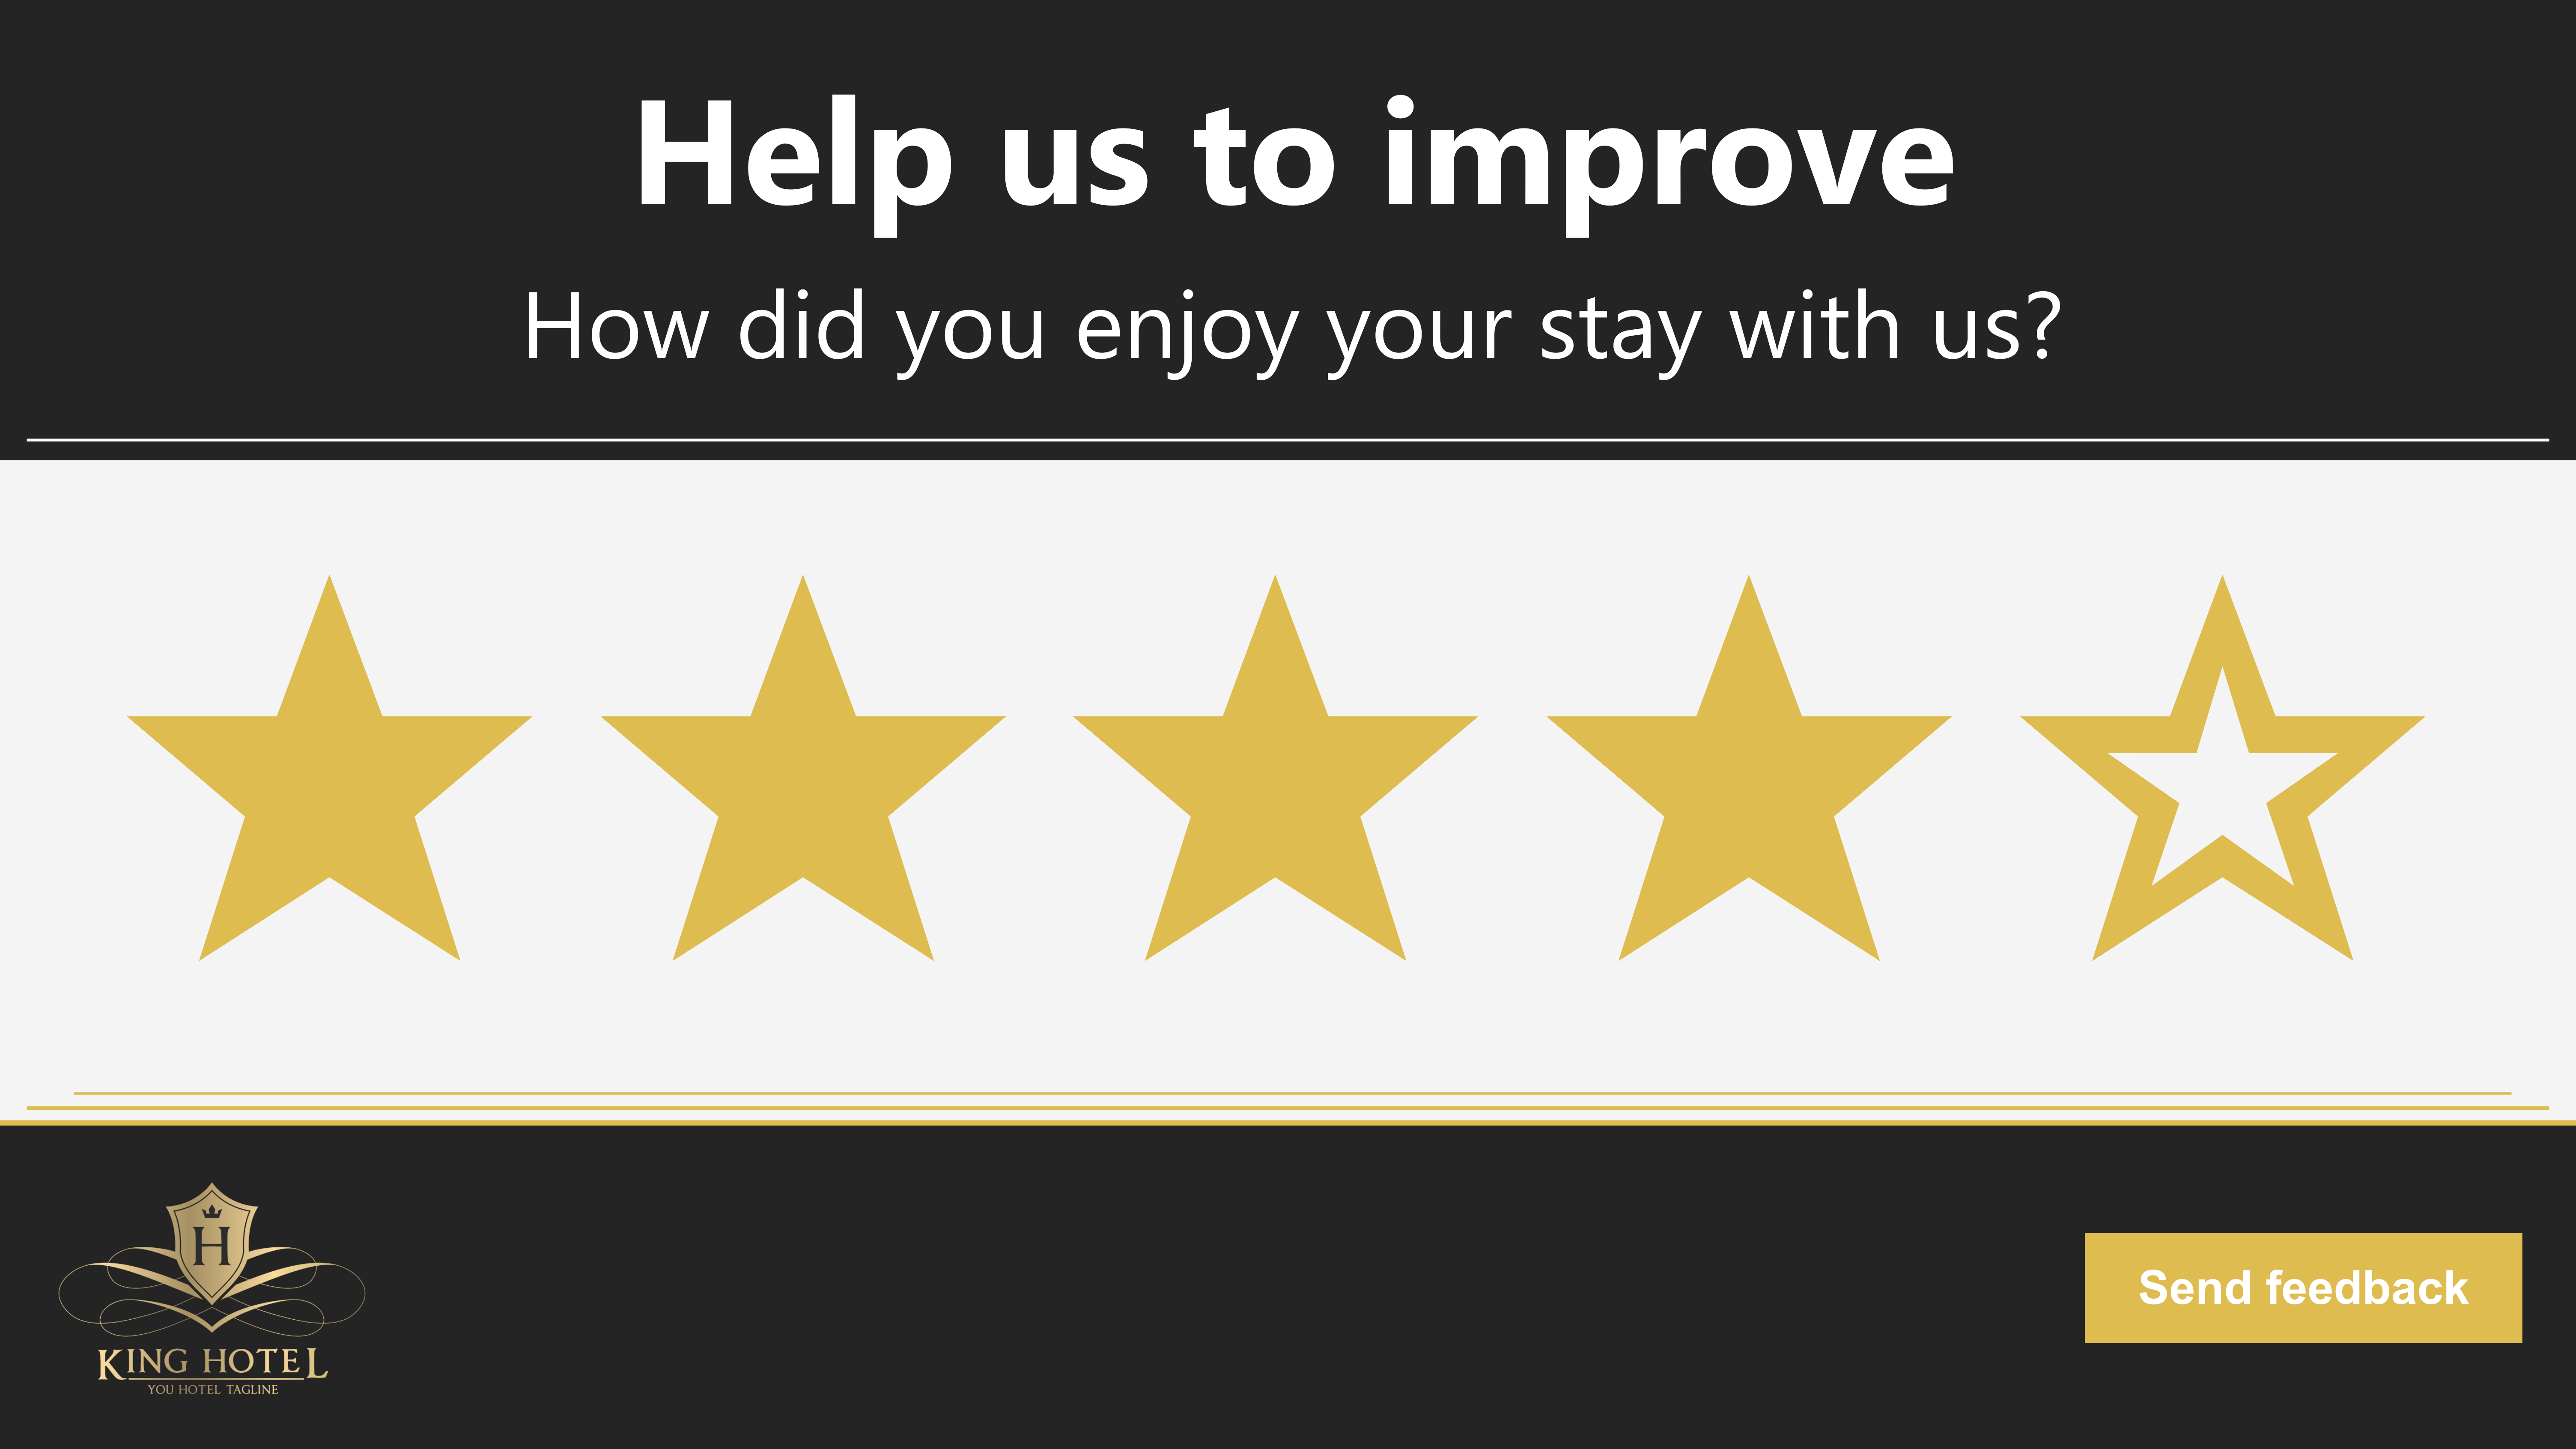 Help us to improve
How did you enjoy your stay with us?
H
KING HOTEL
YOU HOTEL TAGLINE
Send feedback